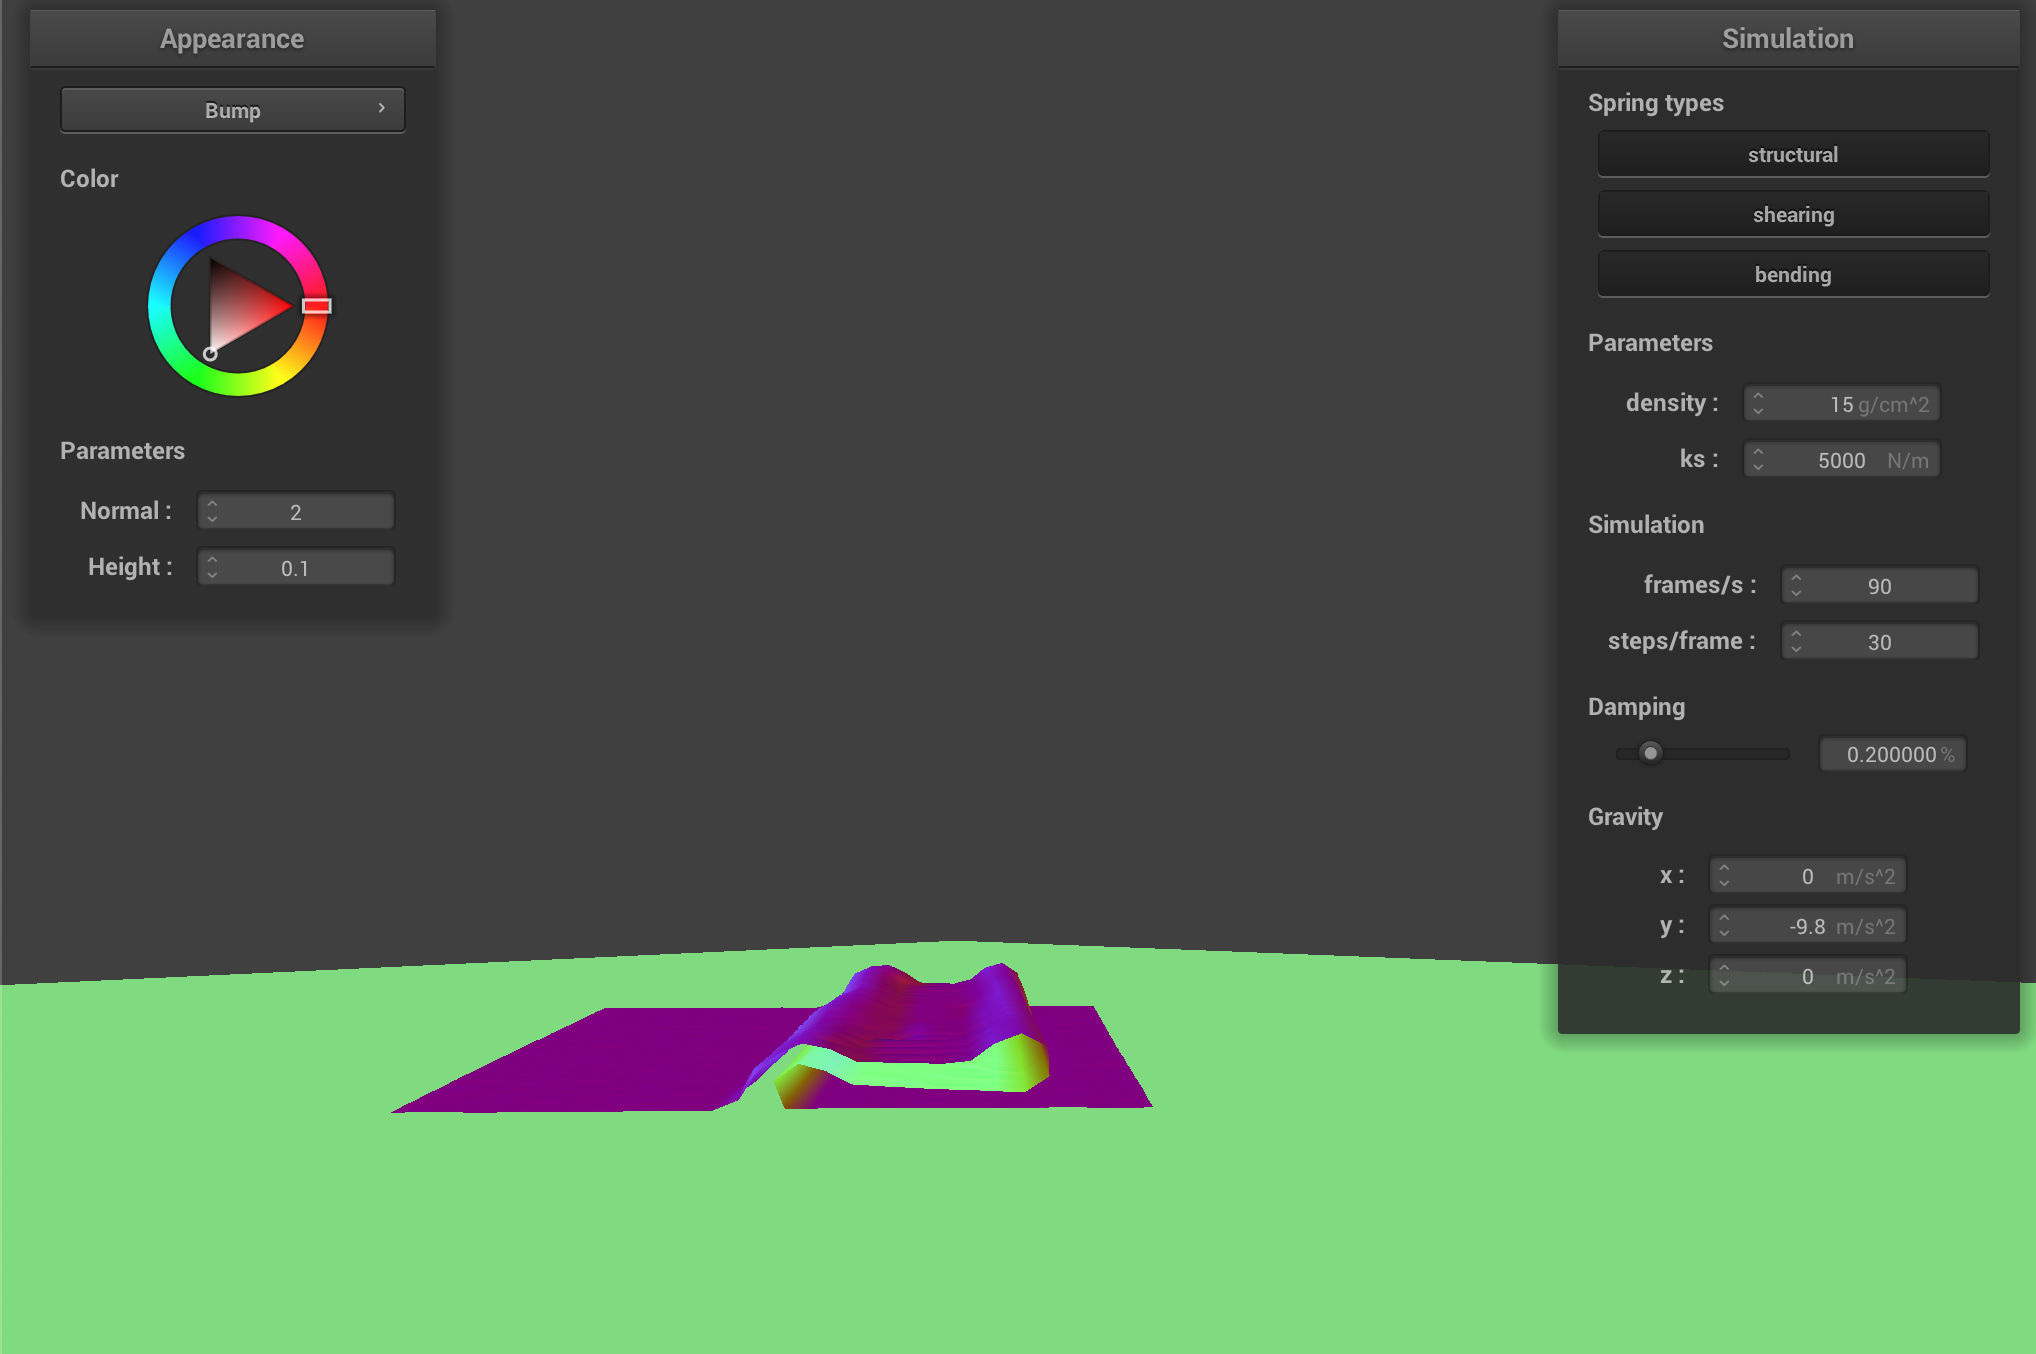 Appearance
Bump
Color
Parameters
Normal : 2
Height : 0.1
Simulation
Spring types
structural
shearing
bending
Parameters
density : 15 g/cm^2
ks : 5000 N/m
Simulation
frames/s : 90
steps/frame : 30
Damping
0.200000 %
Gravity
x : 0 m/s^2
y : -9.8 m/s^2
z : 0 m/s^2